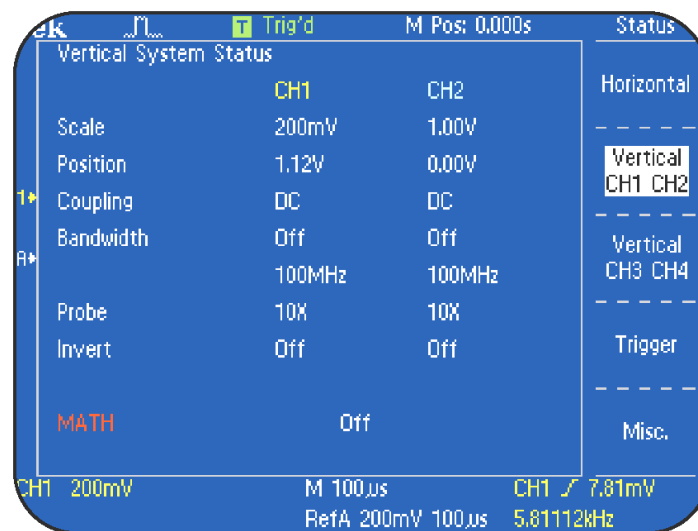 ek T Trig'd M Pos: 0.000s Status
Vertical System Status
CH1 CH2
Horizontal
Scale 200mV 1.00V
Position 1.12V 0.00V
Vertical
CH1 CH2
1
Coupling DC DC
Bandwidth Off Off
Vertical
CH3 CH4
A
100MHz 100MHz
Probe 10X 10X
Invert Off Off
Trigger
MATH Off
Misc.
CH1 200mV M 100µs CH1 7.81mV
RefA 200mV 100µs 5.81112kHz